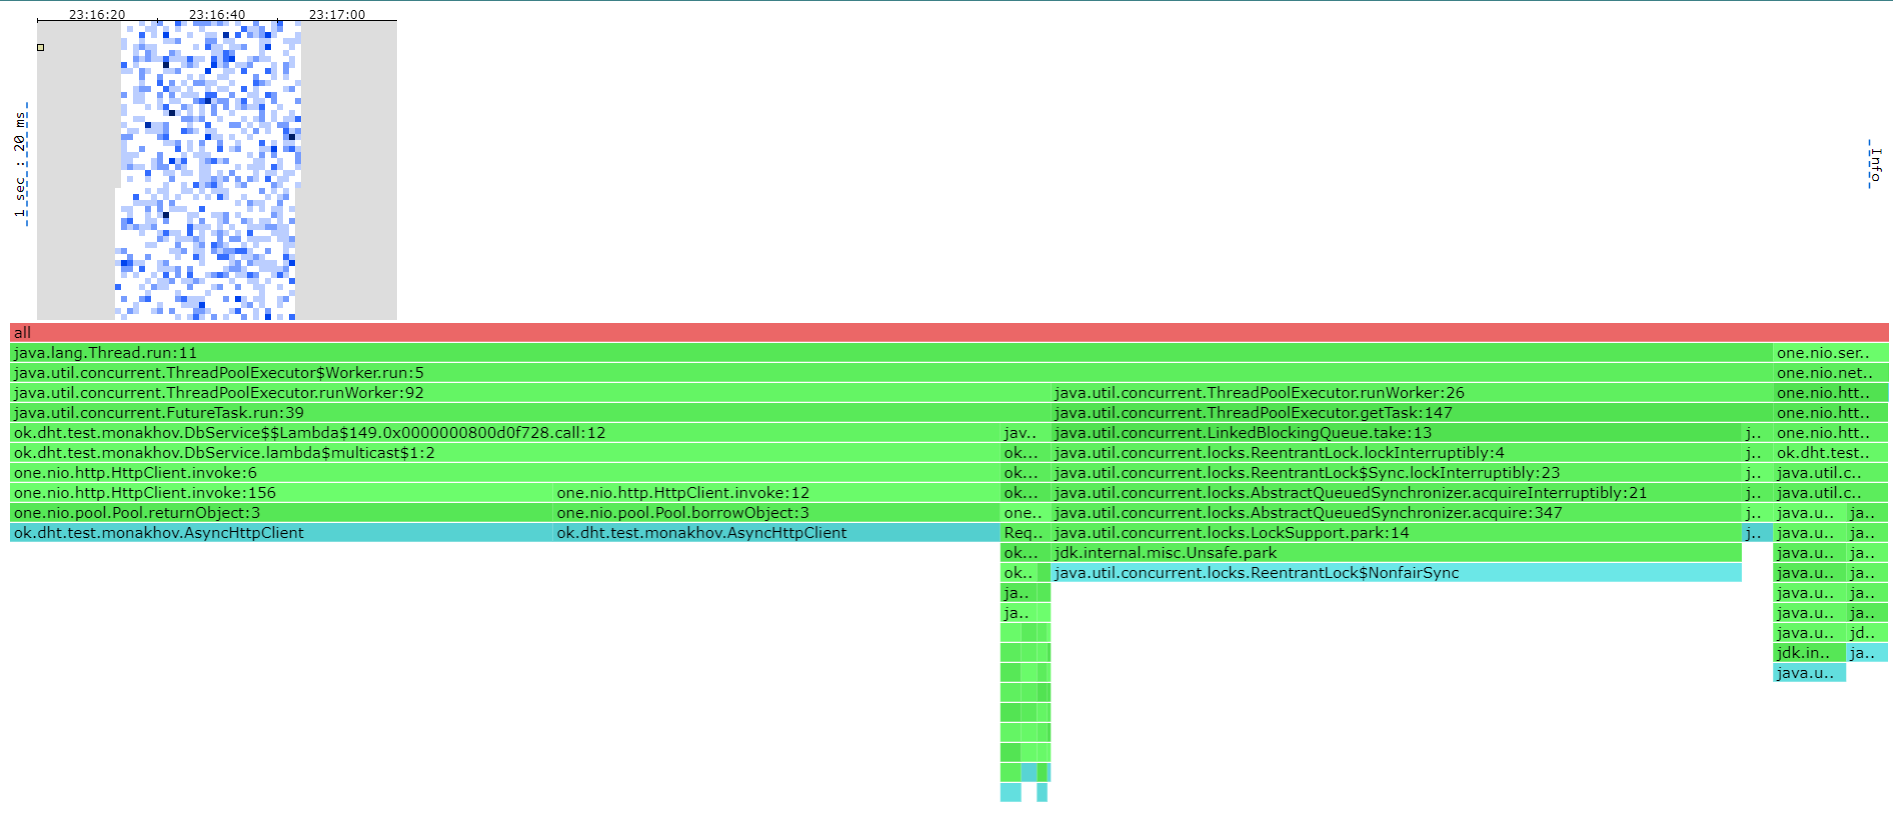 23:16:20 23:16:40 23:17:00
1 sec : 20 ms
Info
all
java.lang.Thread.run:11 one.nio.ser..
java.util.concurrent.ThreadPoolExecutor$Worker.run:5 one.nio.net..
java.util.concurrent.ThreadPoolExecutor.runWorker:92 java.util.concurrent.ThreadPoolExecutor.runWorker:26 one.nio.htt..
java.util.concurrent.FutureTask.run:39 java.util.concurrent.ThreadPoolExecutor.getTask:147 one.nio.htt..
ok.dht.test.monakhov.DbService$$Lambda$149.0x0000000800d0f728.call:12 jav.. java.util.concurrent.LinkedBlockingQueue.take:13 j.. one.nio.htt..
ok.dht.test.monakhov.DbService.lambda$multicast$1:2 ok... java.util.concurrent.locks.ReentrantLock.lockInterruptibly:4 j.. ok.dht.test..
one.nio.http.HttpClient.invoke:6 ok... java.util.concurrent.locks.ReentrantLock$Sync.lockInterruptibly:23 j.. java.util.c..
one.nio.http.HttpClient.invoke:156 one.nio.http.HttpClient.invoke:12 ok... java.util.concurrent.locks.AbstractQueuedSynchronizer.acquireInterruptibly:21 j.. java.util.c..
one.nio.pool.Pool.returnObject:3 one.nio.pool.Pool.borrowObject:3 one.. java.util.concurrent.locks.AbstractQueuedSynchronizer.acquire:347 j.. java.u.. ja..
ok.dht.test.monakhov.AsyncHttpClient ok.dht.test.monakhov.AsyncHttpClient Req.. java.util.concurrent.locks.LockSupport.park:14 j.. java.u.. ja..
ok... jdk.internal.misc.Unsafe.park java.u.. ja..
ok.. java.util.concurrent.locks.ReentrantLock$NonfairSync java.u.. ja..
ja.. java.u.. ja..
ja.. java.u.. ja..
java.u.. jd..
jdk.in.. ja..
java.u..